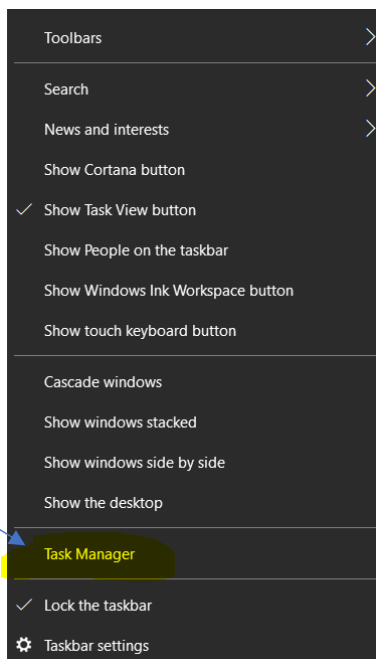 Toolbars
Search
News and interests
Show Cortana button
Show Task View button
Show People on the taskbar
Show Windows Ink Workspace button
Show touch keyboard button
Cascade windows
Show windows stacked
Show windows side by side
Show the desktop
Task Manager
Lock the taskbar
Taskbar settings